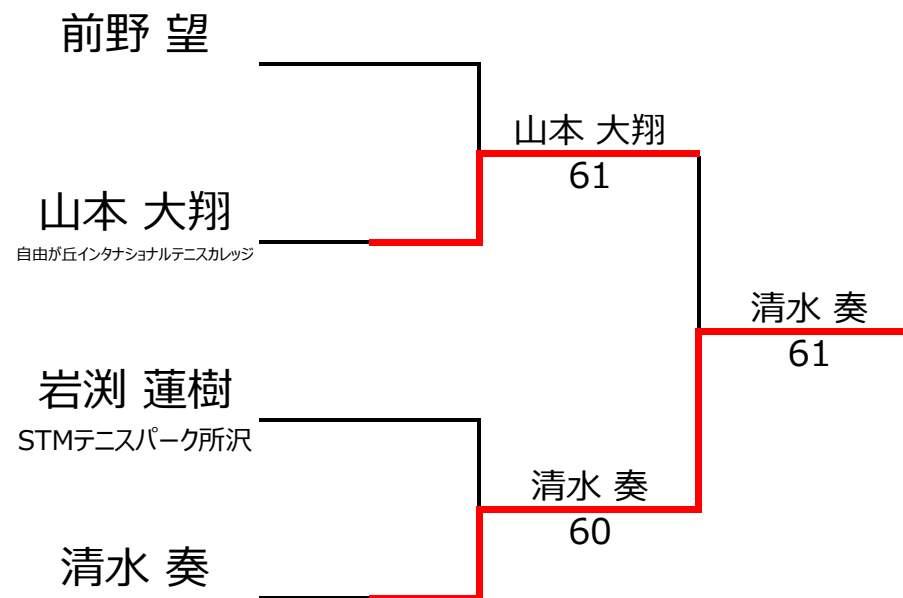 前野 望
山本 大翔
61
山本 大翔
自由が丘インタナショナルテニスカレッジ
清水 奏
61
岩渕 蓮樹
STMテニスパーク所沢
清水 奏
60
清水 奏